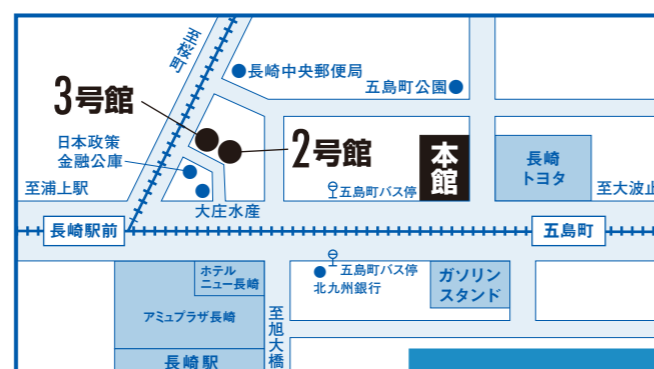 至桜町
長崎中央郵便局
五島町公園
3号館
2号館
本館
日本政策
金融公庫
長崎
トヨタ
至浦上駅
五島町バス停
至大波止
大庄水産
長崎駅前
五島町
ホテル
ニュー長崎
五島町バス停
北九州銀行
ガソリン
スタンド
アミュプラザ長崎
至旭大橋
長崎駅